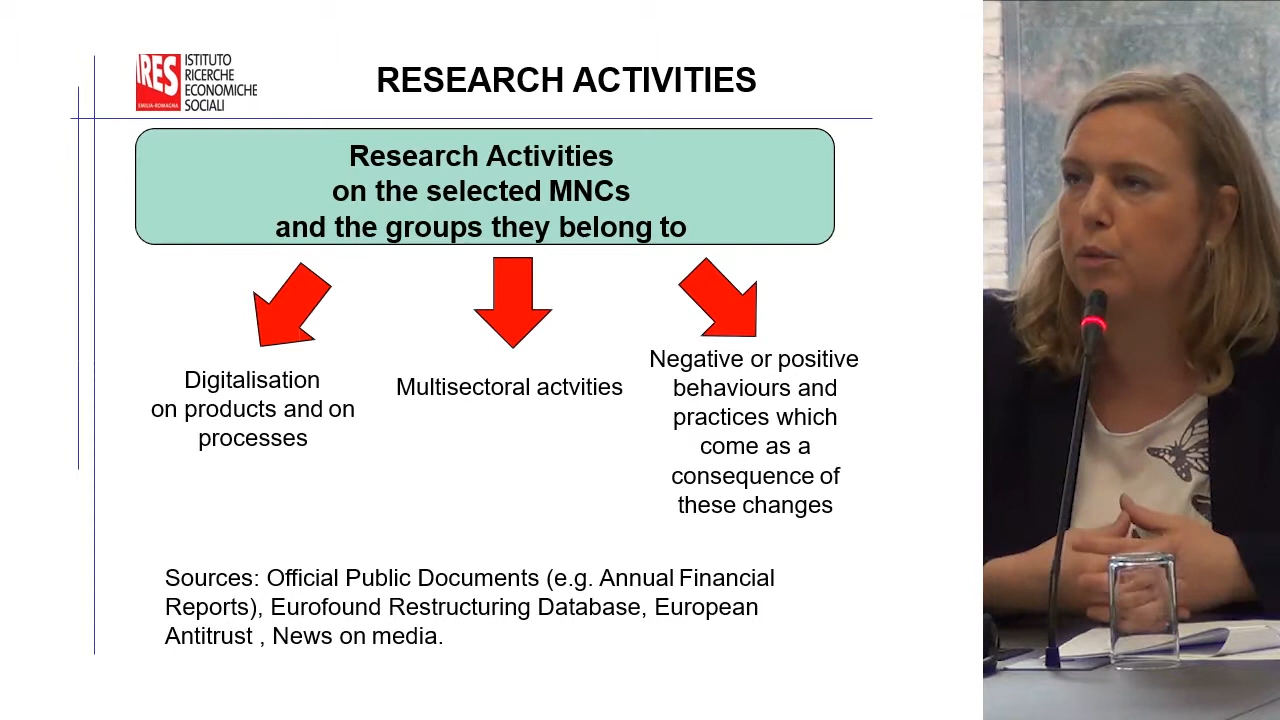 IRES
EMILIA-ROMAGNA
ISTITUTO
RICERCHE
ECONOMICHE
SOCIALI
RESEARCH ACTIVITIES
Research Activities
on the selected MNCs
and the groups they belong to
Digitalisation
on products and on
processes
Multisectoral actvities
Negative or positive
behaviours and
practices which
come as a
consequence of
these changes
Sources: Official Public Documents (e.g. Annual Financial
Reports), Eurofound Restructuring Database, European
Antitrust , News on media.